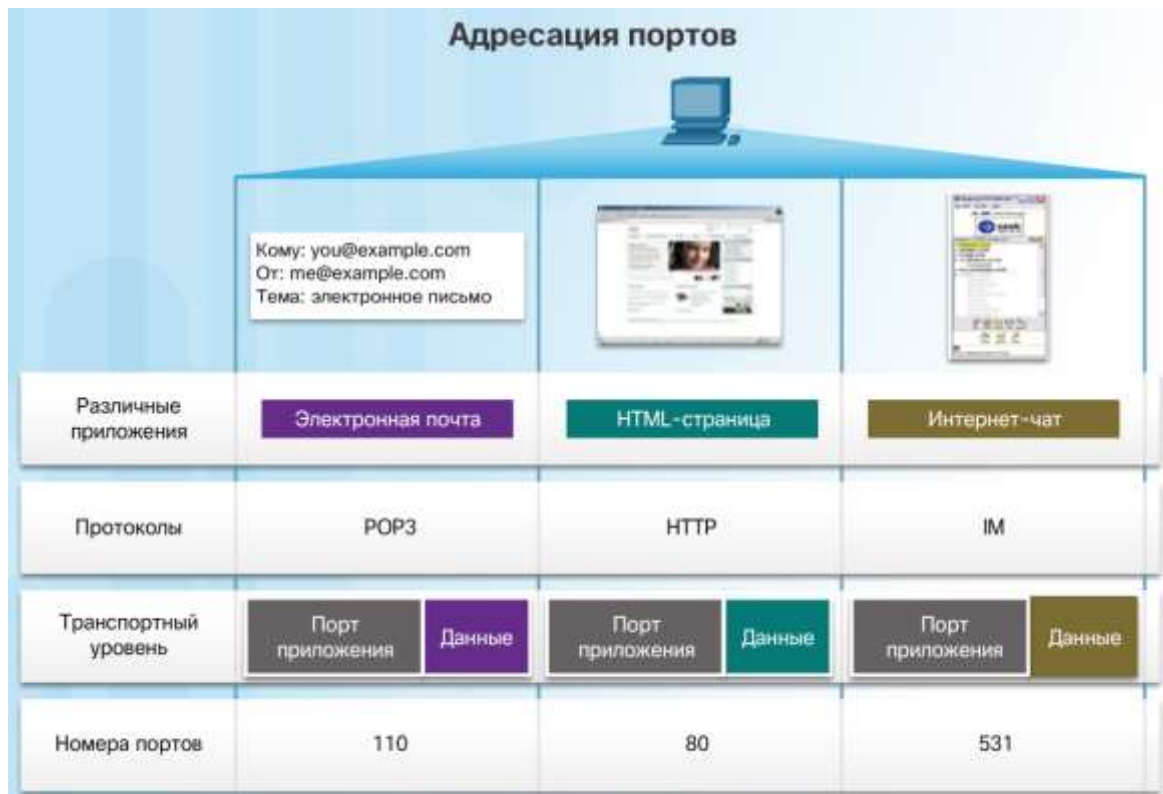 Адресация портов
Кому: you@example.com
От: me@example.com
Тема: электронное письмо
Различные
приложения
Электронная почта
HTML-страница
Интернет-чат
Протоколы
POP3
HTTP
IM
Транспортный
уровень
Порт
приложения
Данные
Порт
приложения
Данные
Порт
приложения
Данные
Номера портов
110
80
531